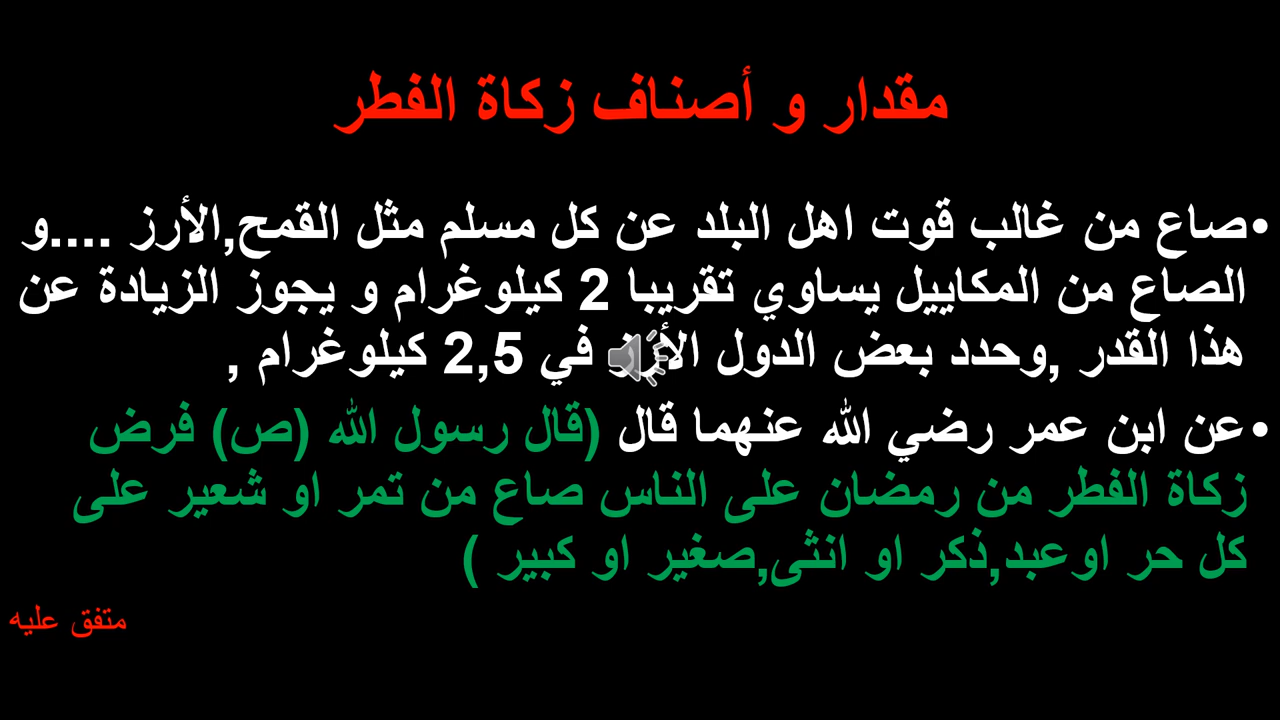 مقدار و أصناف زكاة الفطر
•صاع من غالب قوت اهل البلد عن كل مسلم مثل القمح,الأرز ....و
الصاع من المكاييل يساوي تقريبا 2 كيلوغرام و يجوز الزيادة عن
هذا القدر ,وحدد بعض الدول الأرز في 2,5 كيلوغرام ,
•عن ابن عمر رضي الله عنهما قال (قال رسول الله (ص) فرض
زكاة الفطر من رمضان على الناس صاع من تمر او شعير على
كل حر اوعبد,ذكر او انثى,صغير او كبير )
متفق عليه